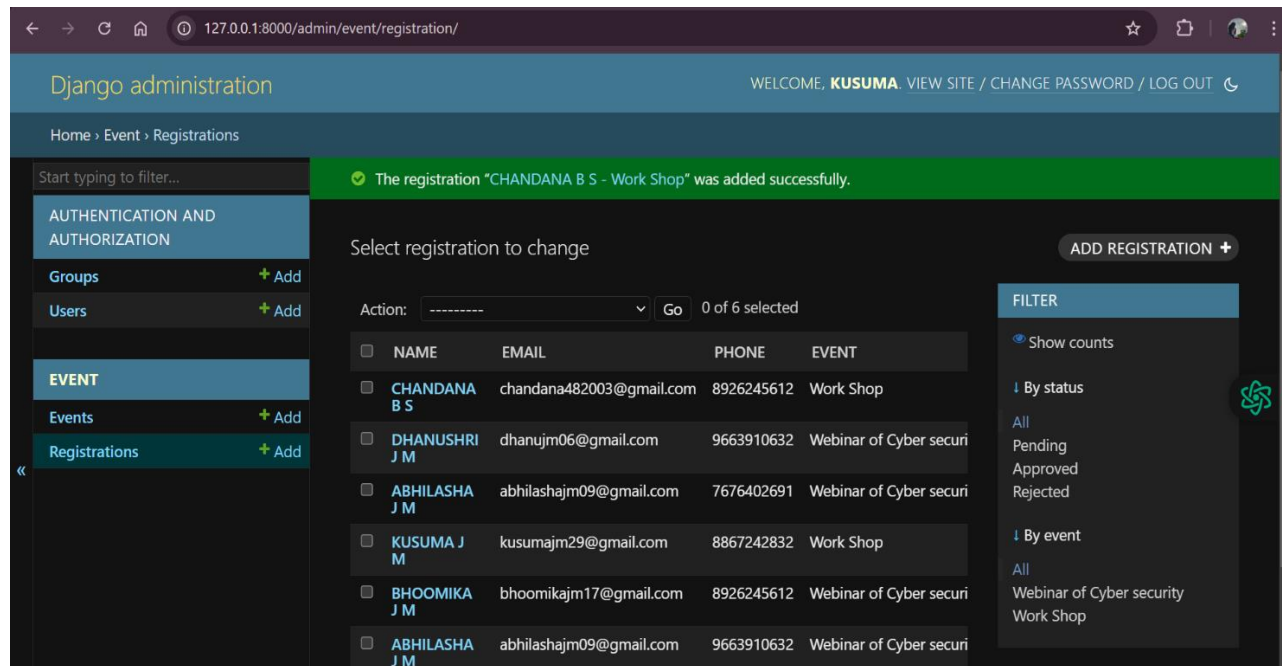 127.0.0.1:8000/admin/event/registration/
Django administration
WELCOME, KUSUMA. VIEW SITE / CHANGE PASSWORD / LOG OUT
Home › Event › Registrations
Start typing to filter...
AUTHENTICATION AND
AUTHORIZATION
Groups + Add
Users + Add
EVENT
Events + Add
Registrations + Add
«
The registration “CHANDANA B S - Work Shop” was added successfully.
Select registration to change
ADD REGISTRATION +
Action: --------- Go 0 of 6 selected
NAME EMAIL PHONE EVENT
CHANDANA B S chandana482003@gmail.com 8926245612 Work Shop
DHANUSHRI J M dhanujm06@gmail.com 9663910632 Webinar of Cyber securi
ABHILASHA J M abhilashajm09@gmail.com 7676402691 Webinar of Cyber securi
KUSUMA J M kusumajm29@gmail.com 8867242832 Work Shop
BHOOMIKA J M bhoomikajm17@gmail.com 8926245612 Webinar of Cyber securi
ABHILASHA J M abhilashajm09@gmail.com 9663910632 Webinar of Cyber securi
FILTER
Show counts
↓ By status
All
Pending
Approved
Rejected
↓ By event
All
Webinar of Cyber security
Work Shop